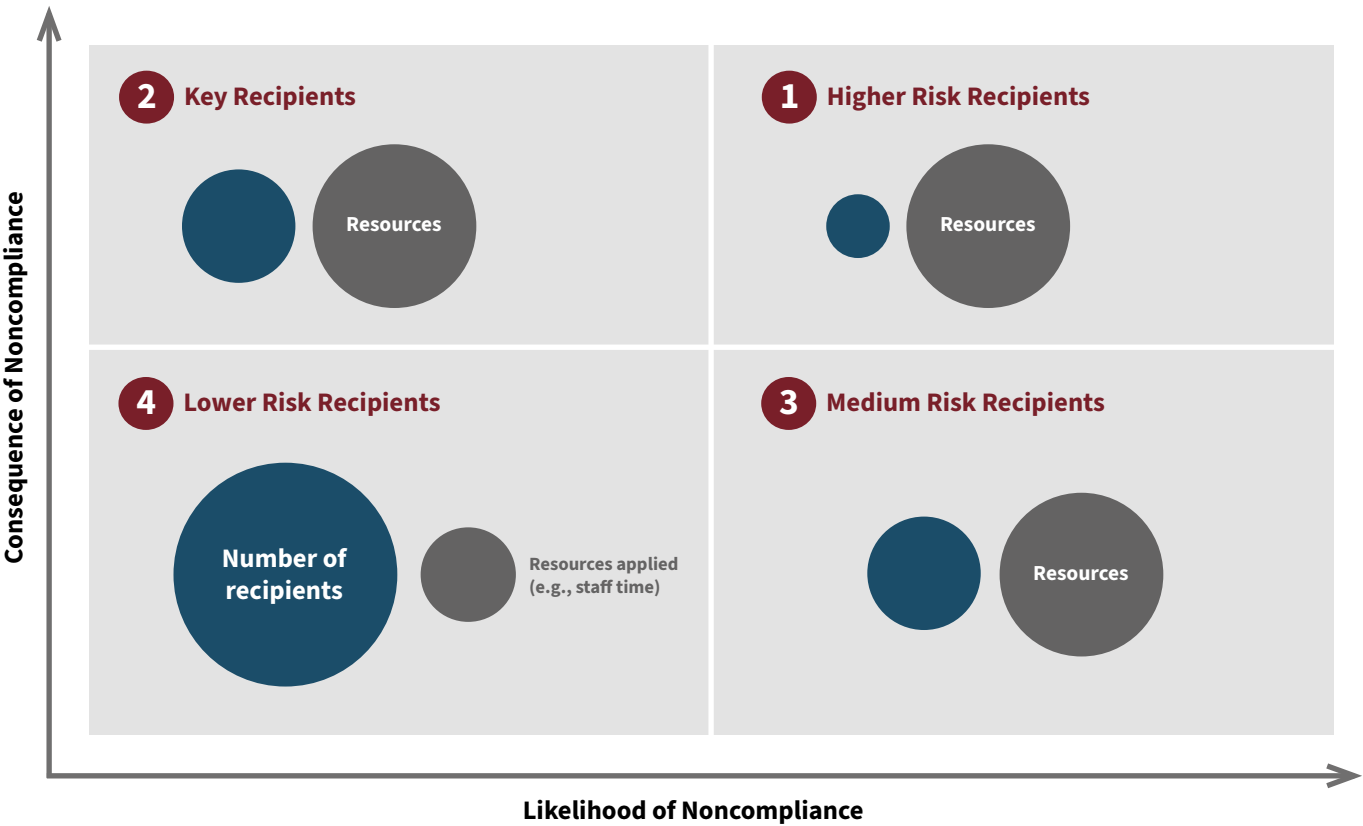 Consequence of Noncompliance
2 Key Recipients
Resources
1 Higher Risk Recipients
Resources
4 Lower Risk Recipients
Number of
recipients
Resources applied
(e.g., staff time)
3 Medium Risk Recipients
Resources
Likelihood of Noncompliance